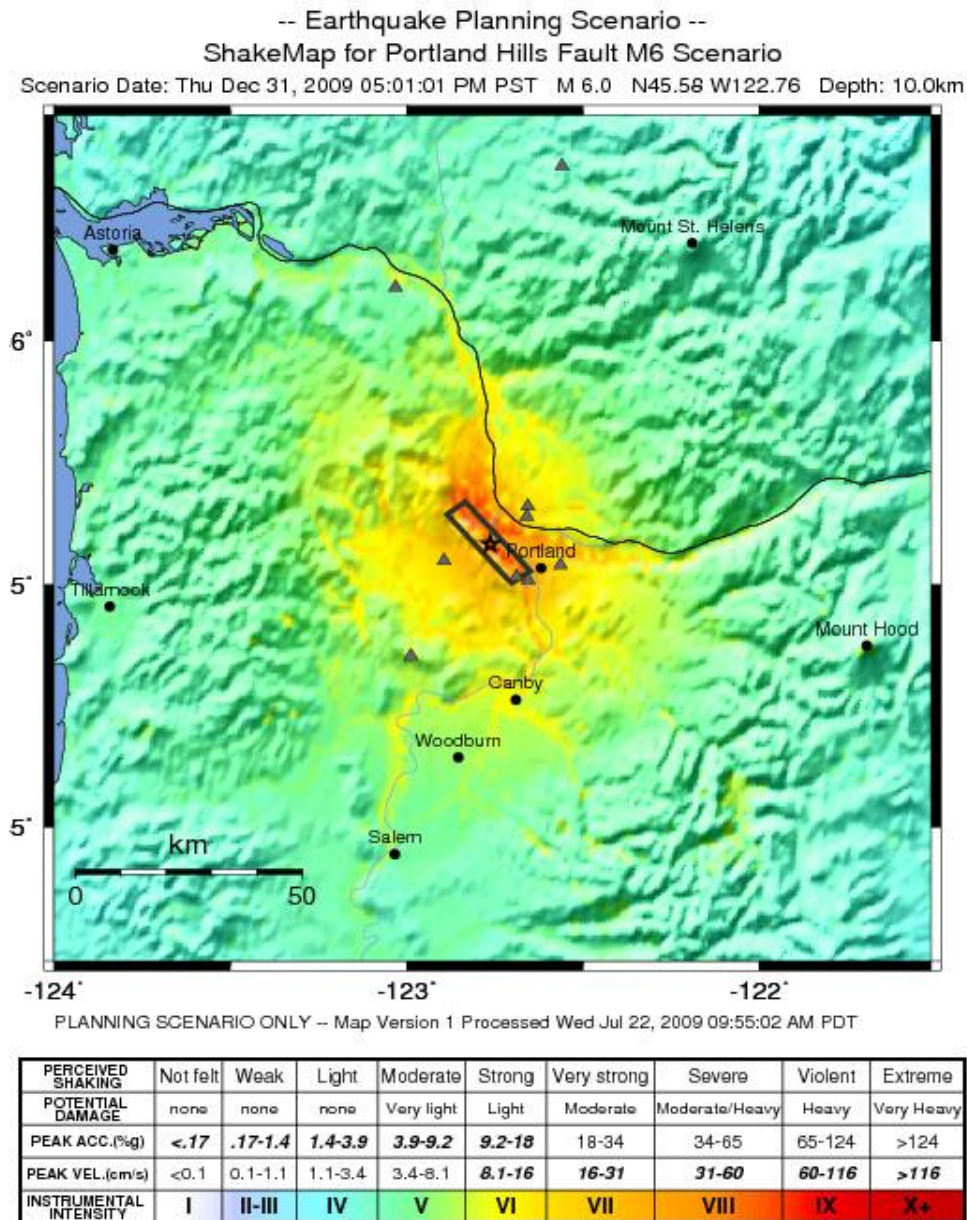 -- Earthquake Planning Scenario --
ShakeMap for Portland Hills Fault M6 Scenario
Scenario Date: Thu Dec 31, 2009 05:01:01 PM PST M 6.0 N45.58 W122.76 Depth: 10.0km
Astoria
Mount St. Helens
6°
Portland
5°
Tillamook
Mount Hood
Canby
Woodburn
5°
Salem
km
0 50
-124° -123° -122°
PLANNING SCENARIO ONLY -- Map Version 1 Processed Wed Jul 22, 2009 09:55:02 AM PDT
PERCEIVED SHAKING Not felt Weak Light Moderate Strong Very strong Severe Violent Extreme
POTENTIAL DAMAGE none none none Very light Light Moderate Moderate/Heavy Heavy Very Heavy
PEAK ACC.(%g) <.17 .17-1.4 1.4-3.9 3.9-9.2 9.2-18 18-34 34-65 65-124 >124
PEAK VEL.(cm/s) <0.1 0.1-1.1 1.1-3.4 3.4-8.1 8.1-16 16-31 31-60 60-116 >116
INSTRUMENTAL INTENSITY I II-III IV V VI VII VIII IX X+